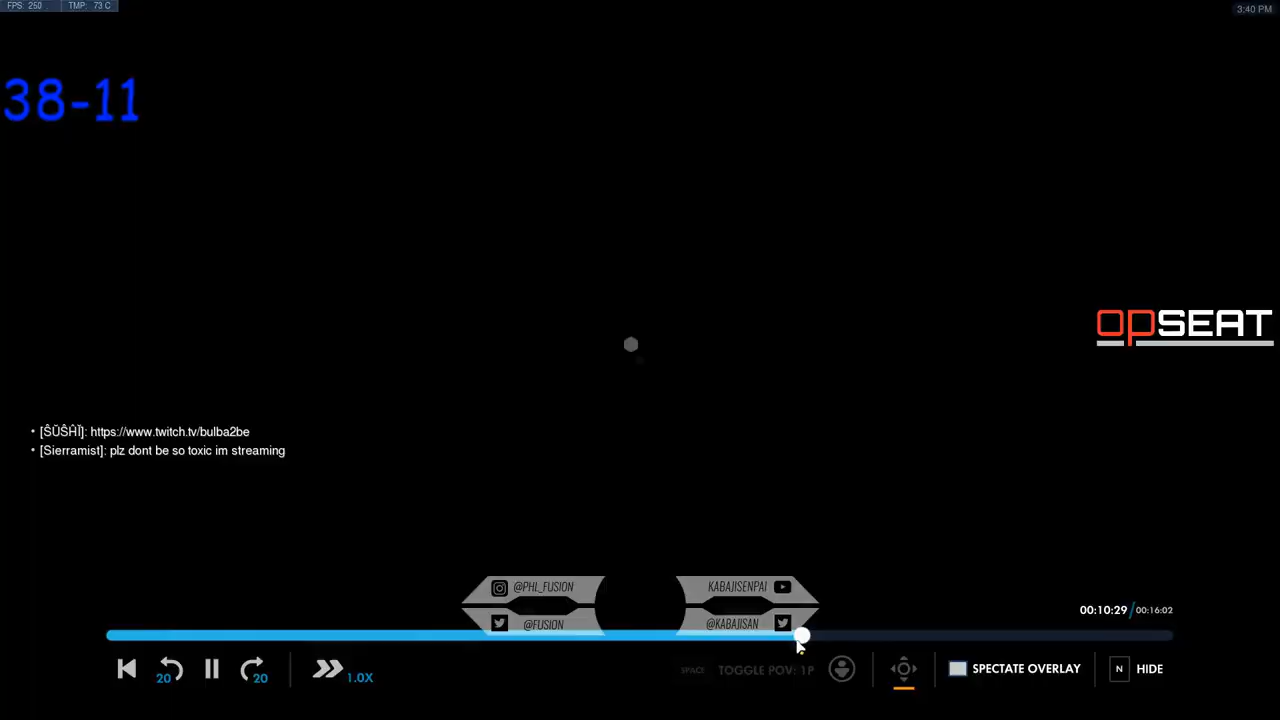 FPS: 250
TMP: 73 C
3:40 PM
38-11
opSEAT
• [ŜŬŜĤĬ]: https://www.twitch.tv/bulba2be
• [Sierramist]: plz dont be so toxic im streaming
@PHL_FUSION
KABAJISENPAI
@FUSION
@KABAJISAN
00:10:29/00:16:02
20
20
1.0X
SPACE
TOGGLE POV: 1P
SPECTATE OVERLAY
N
HIDE